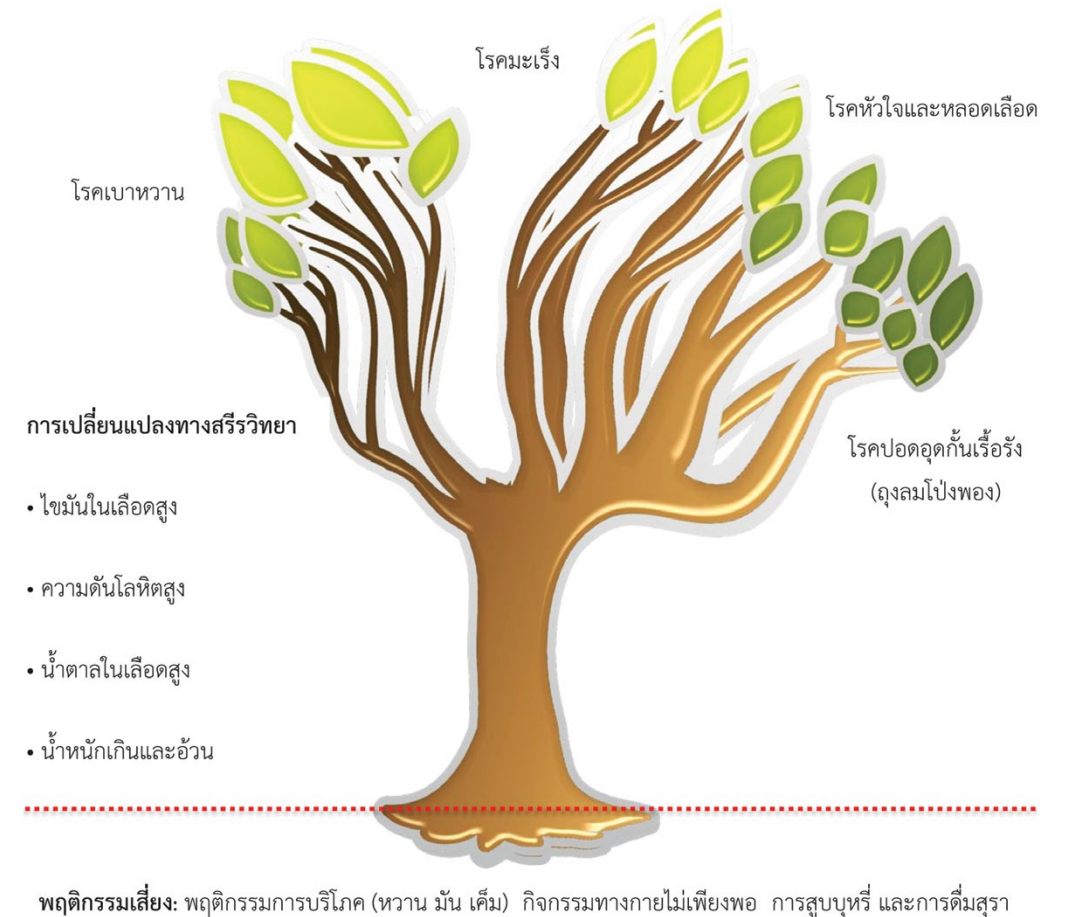 โรคมะเร็ง
โรคหัวใจและหลอดเลือด
โรคเบาหวาน
การเปลี่ยนแปลงทางสรีรวิทยา
• ไขมันในเลือดสูง
• ความดันโลหิตสูง
• น้ำตาลในเลือดสูง
• น้ำหนักเกินและอ้วน
โรคปอดอุดกั้นเรื้อรัง
(ถุงลมโป่งพอง)
พฤติกรรมเสี่ยง: พฤติกรรมการบริโภค (หวาน มัน เค็ม) กิจกรรมทางกายไม่เพียงพอ การสูบบุหรี่ และการดื่มสุรา